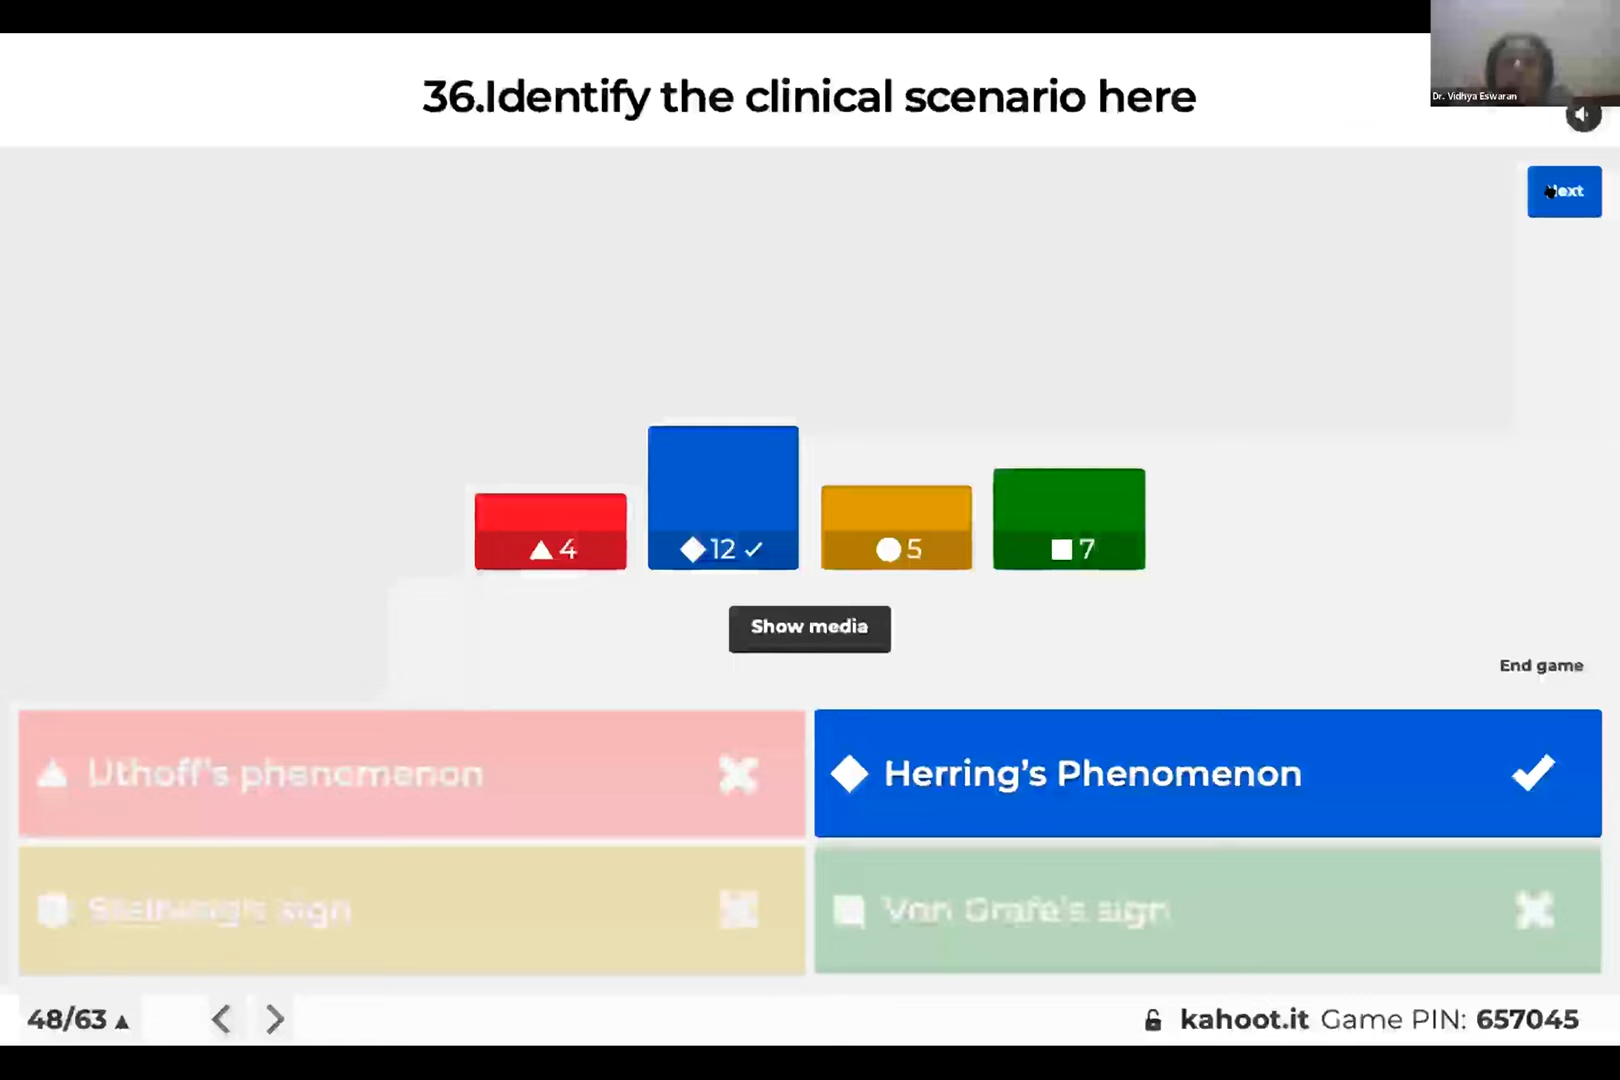 36.Identify the clinical scenario here
Dr. Vidhya Eswaran
Next
4
12
5
7
Show media
End game
Uthoff's phenomenon
Herring's Phenomenon
sign
Von Grafe's sign
48/63
kahoot.it Game PIN: 657045